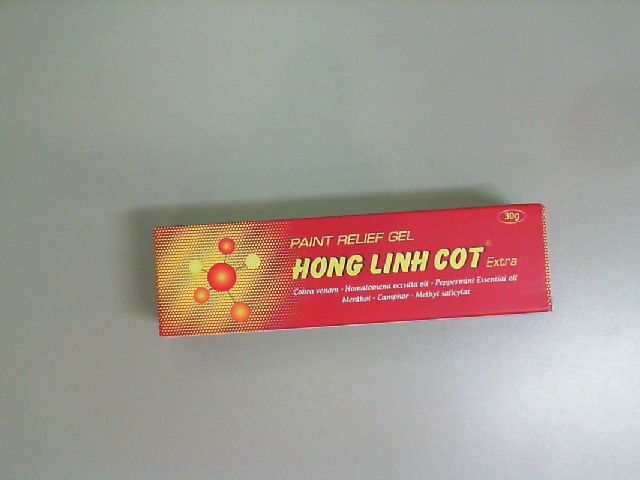 30g
PAINT RELIEF GEL
HONG LINH COT® Extra
Cobra venom - Homalomena occulta oil - Peppermint Essential oil
Menthol - Camphor - Methyl salicylat